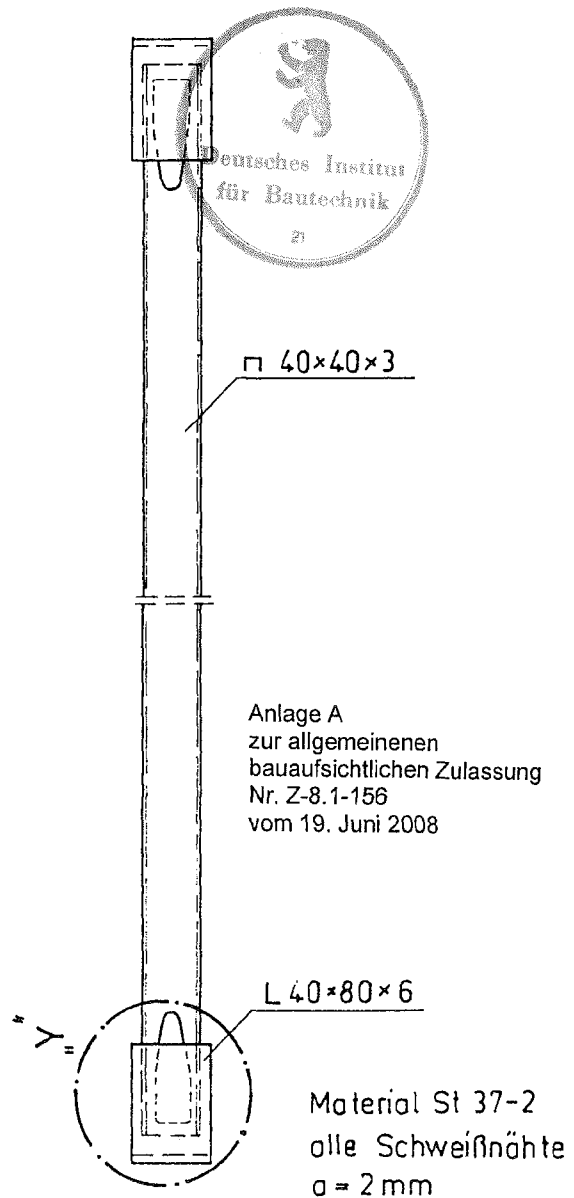 Deutsches Institut
für Bautechnik
⊓ 40×40×3
Anlage A
zur allgemeinenen
bauaufsichtlichen Zulassung
Nr. Z-8.1-156
vom 19. Juni 2008
L 40×80×6
"Y"
Material St 37-2
alle Schweißnähte
a = 2 mm